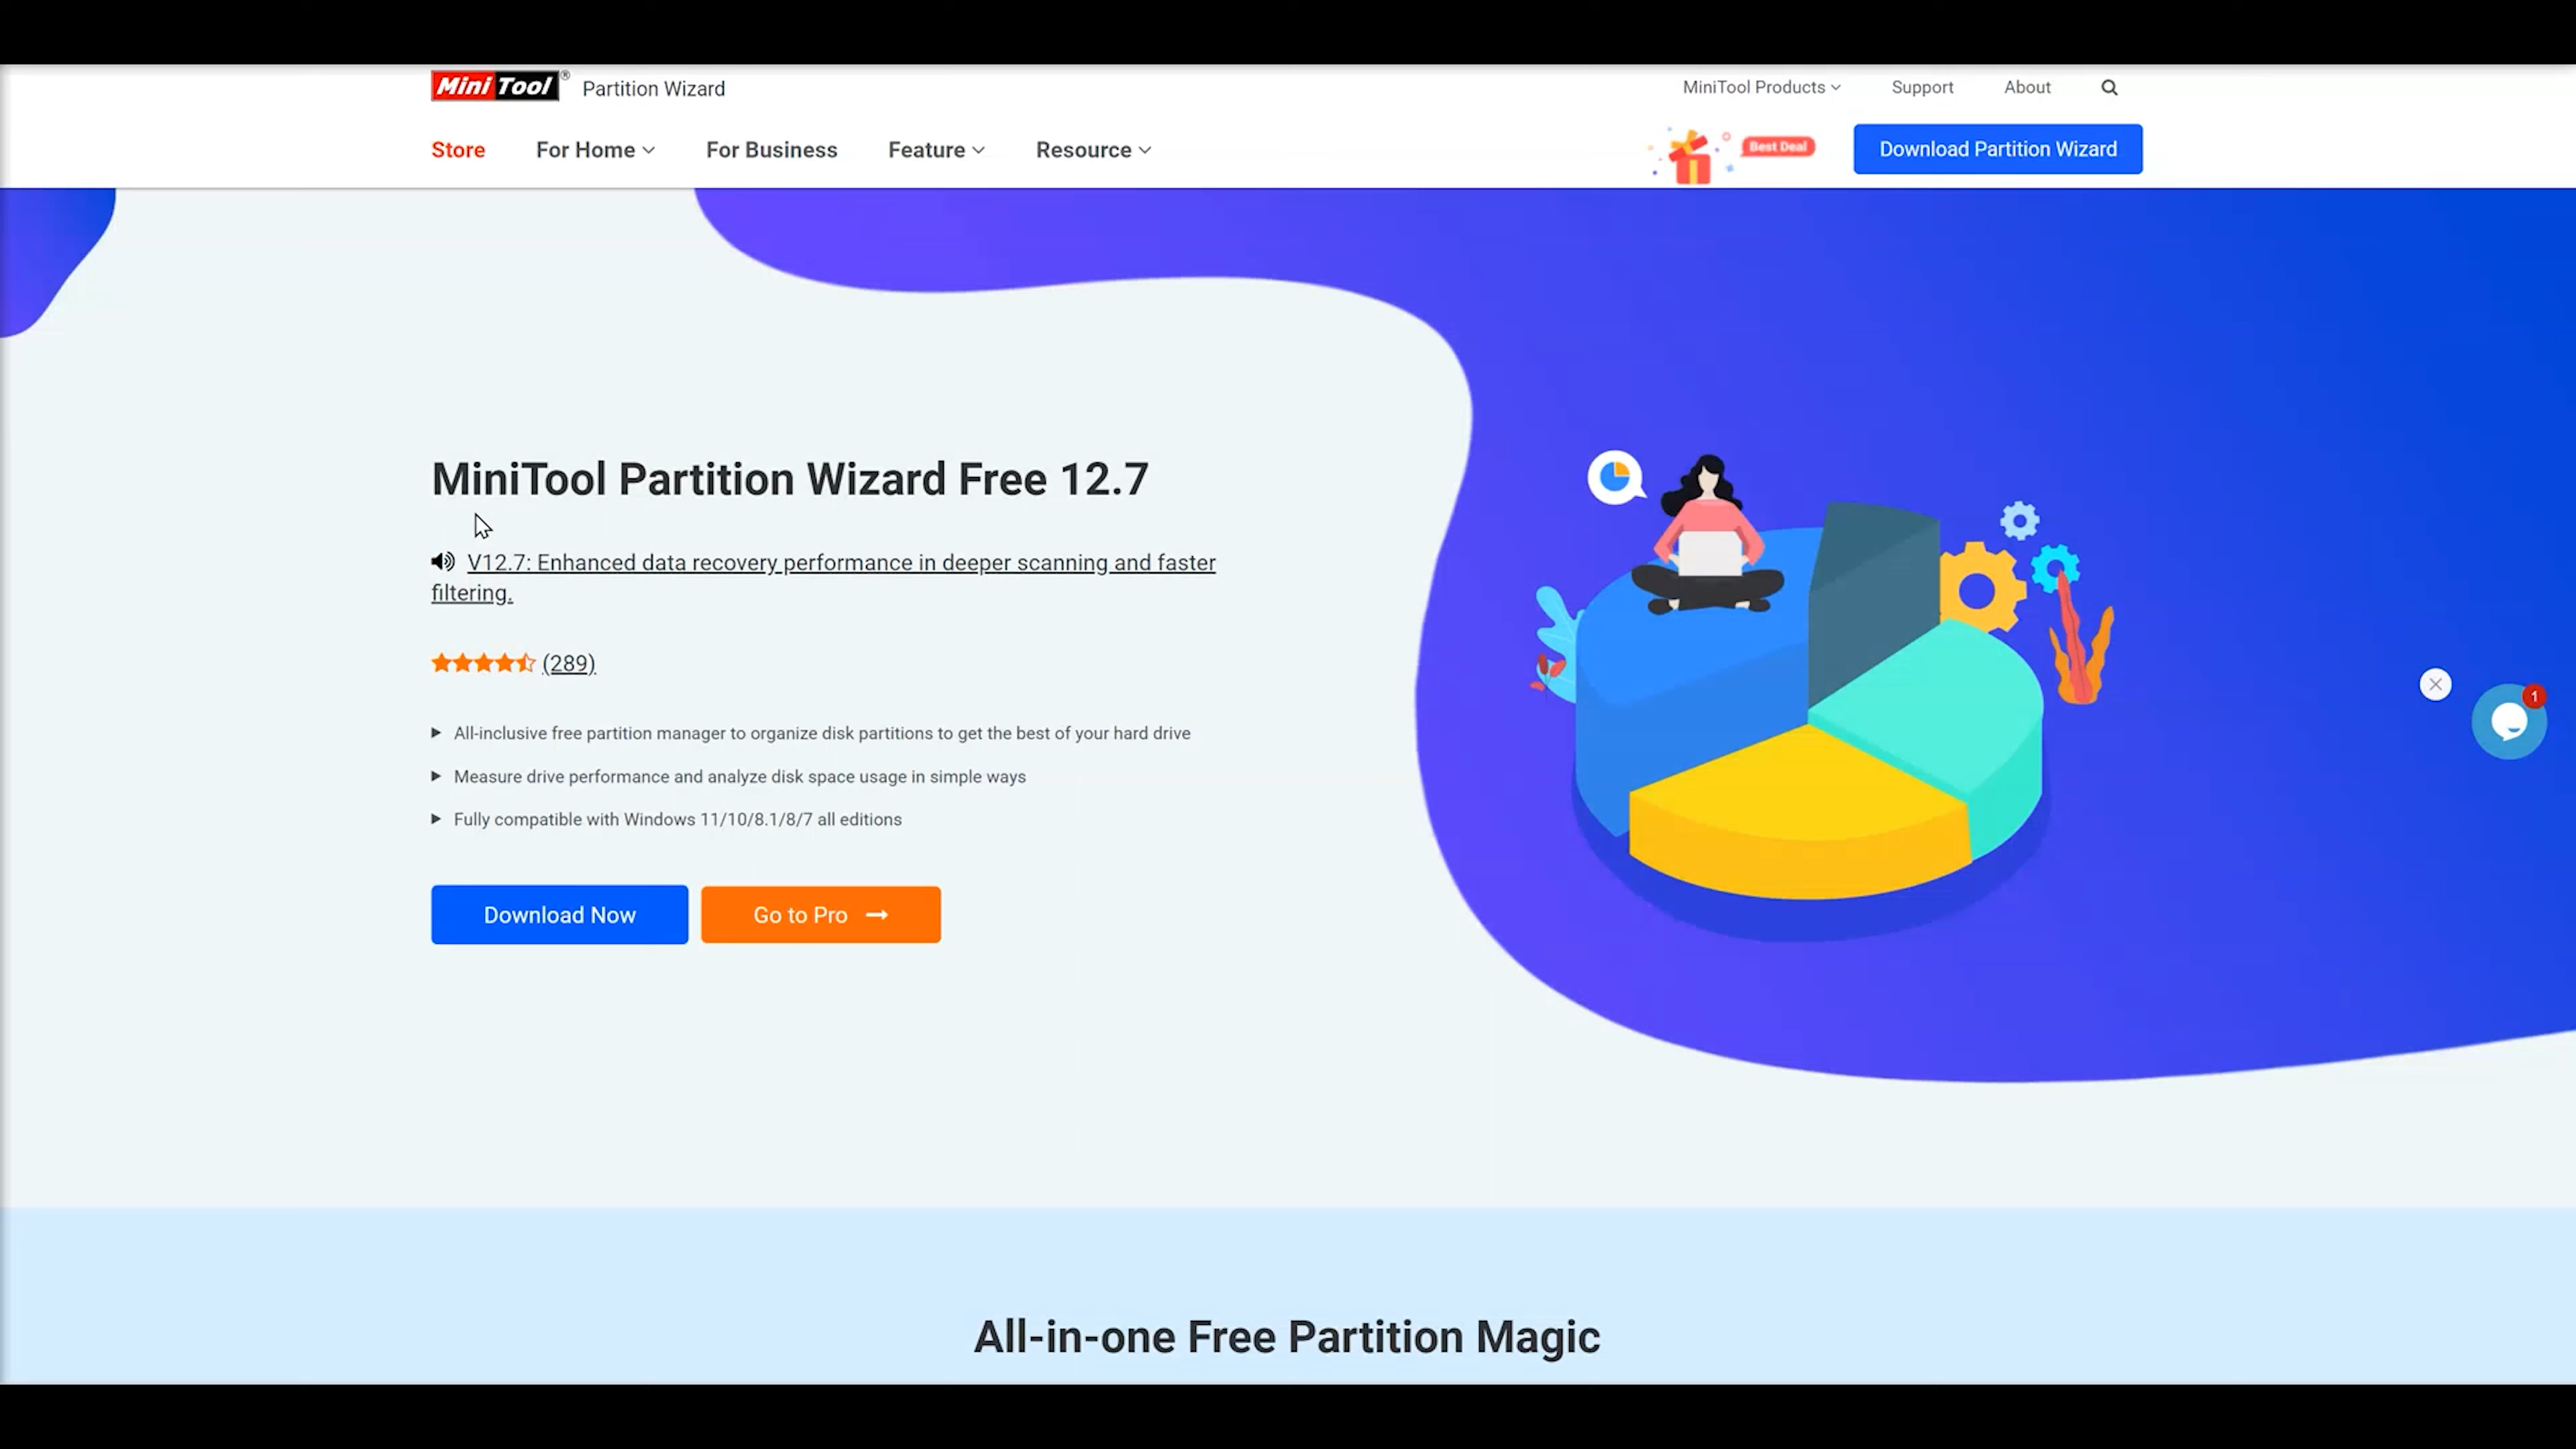 MiniTool® Partition Wizard
MiniTool Products Support About
Store For Home For Business Feature Resource Best Deal Download Partition Wizard
MiniTool Partition Wizard Free 12.7
V12.7: Enhanced data recovery performance in deeper scanning and faster
filtering.
(289)
All-inclusive free partition manager to organize disk partitions to get the best of your hard drive
Measure drive performance and analyze disk space usage in simple ways
Fully compatible with Windows 11/10/8.1/8/7 all editions
Download Now Go to Pro →
1
All-in-one Free Partition Magic